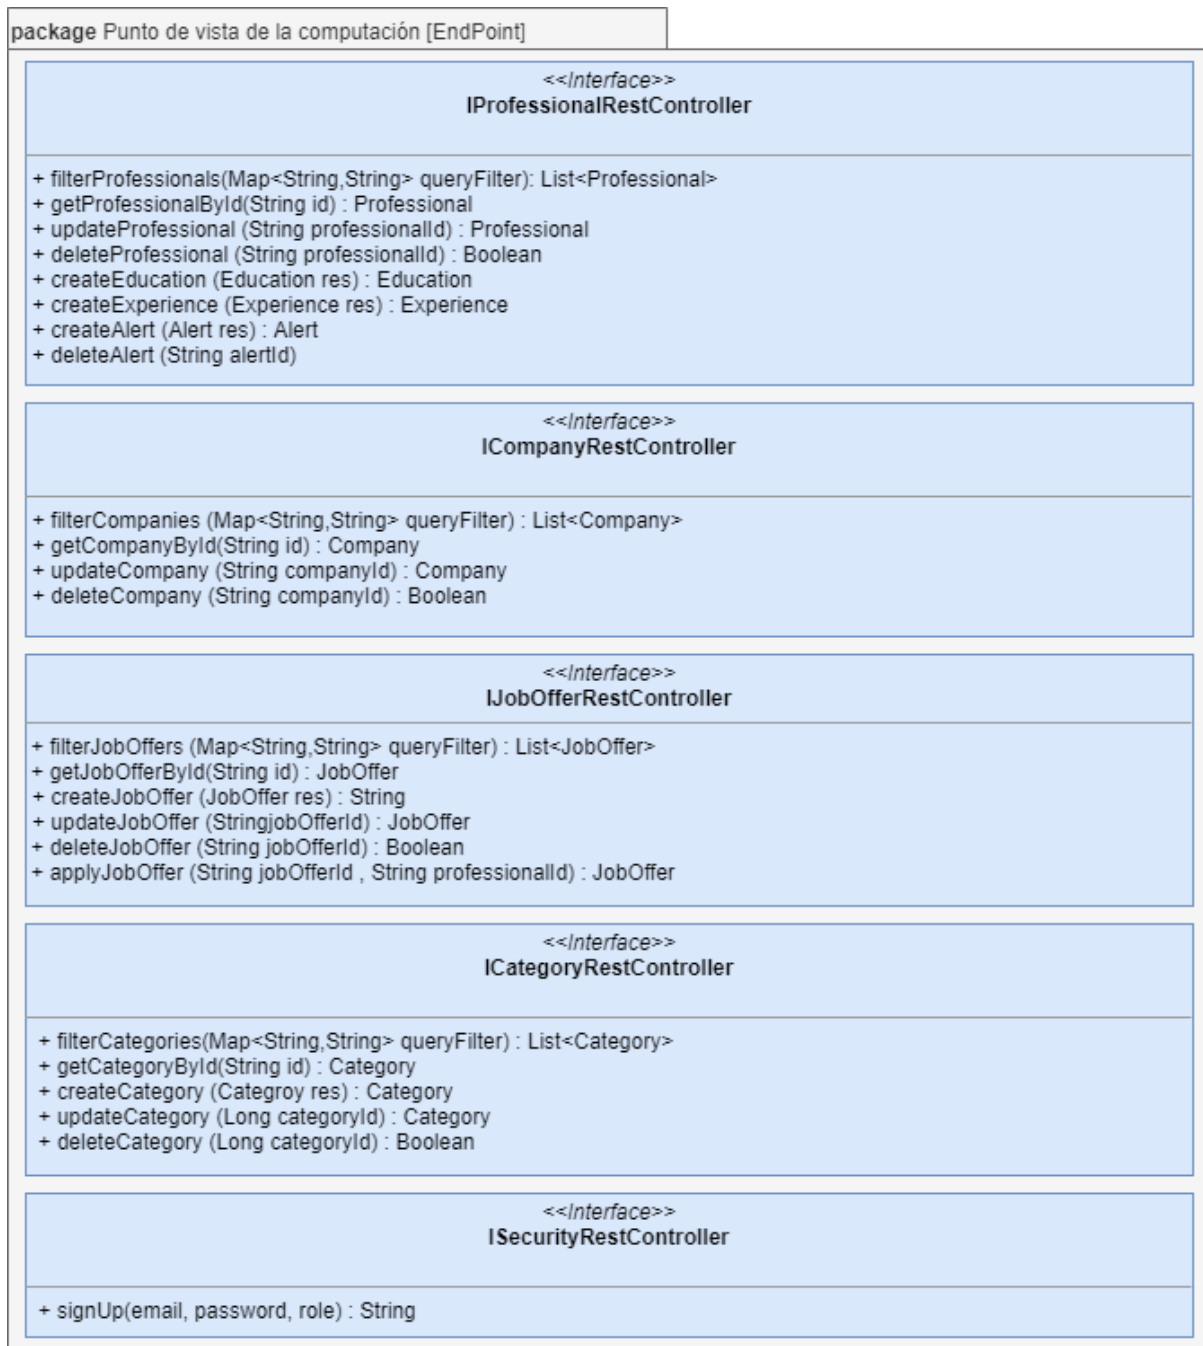 package Punto de vista de la computación [EndPoint]
<<Interface>>
IProfessionalRestController
+ filterProfessionals(Map<String,String> queryFilter): List<Professional>
+ getProfessionalById(String id) : Professional
+ updateProfessional (String professionalId) : Professional
+ deleteProfessional (String professionalId) : Boolean
+ createEducation (Education res) : Education
+ createExperience (Experience res) : Experience
+ createAlert (Alert res) : Alert
+ deleteAlert (String alertId)
<<Interface>>
ICompanyRestController
+ filterCompanies (Map<String,String> queryFilter) : List<Company>
+ getCompanyById(String id) : Company
+ updateCompany (String companyId) : Company
+ deleteCompany (String companyId) : Boolean
<<Interface>>
IJobOfferRestController
+ filterJobOffers (Map<String,String> queryFilter) : List<JobOffer>
+ getJobOfferById(String id) : JobOffer
+ createJobOffer (JobOffer res) : String
+ updateJobOffer (StringjobOfferId) : JobOffer
+ deleteJobOffer (String jobOfferId) : Boolean
+ applyJobOffer (String jobOfferId , String professionalId) : JobOffer
<<Interface>>
ICategoryRestController
+ filterCategories(Map<String,String> queryFilter) : List<Category>
+ getCategoryById(String id) : Category
+ createCategory (Categroy res) : Category
+ updateCategory (Long categoryId) : Category
+ deleteCategory (Long categoryId) : Boolean
<<Interface>>
ISecurityRestController
+ signUp(email, password, role) : String